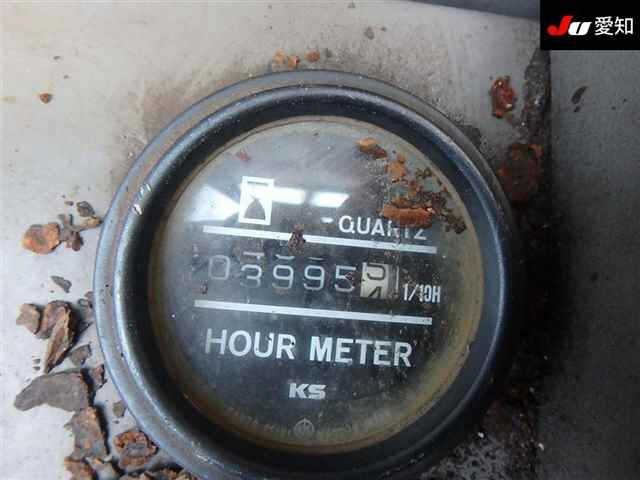 JU 愛知
QUARTZ
03995
1/10H
HOUR METER
KS